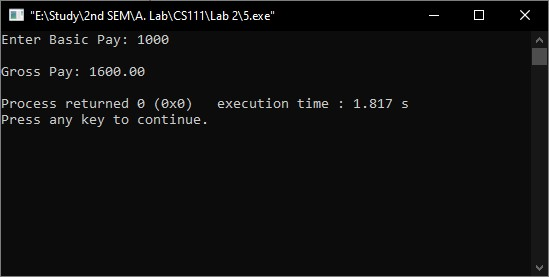 "E:\Study\2nd SEM\A. Lab\CS111\Lab 2\5.exe"
Enter Basic Pay: 1000
Gross Pay: 1600.00
Process returned 0 (0x0)   execution time : 1.817 s
Press any key to continue.